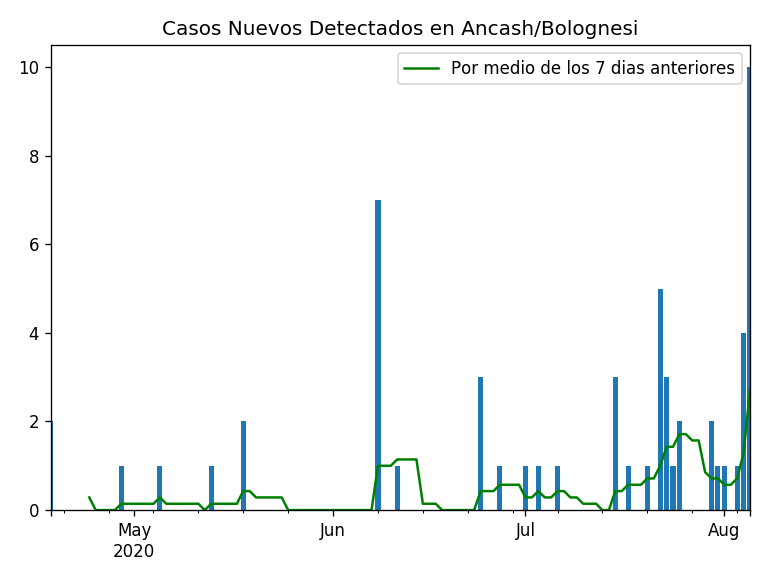 Casos Nuevos Detectados en Ancash/Bolognesi
Por medio de los 7 dias anteriores
10
8
6
4
2
0
May
2020
Jun
Jul
Aug